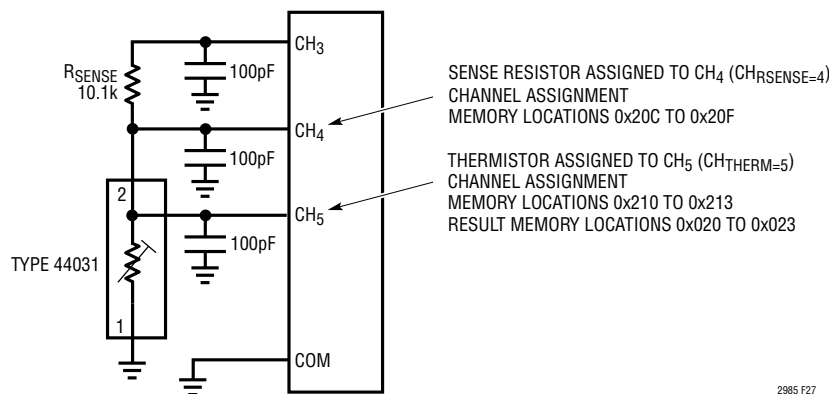 CH3
RSENSE
10.1k
100pF
CH4
100pF
2
CH5
100pF
TYPE 44031
1
COM
SENSE RESISTOR ASSIGNED TO CH4 (CHRSENSE=4)
CHANNEL ASSIGNMENT
MEMORY LOCATIONS 0x20C TO 0x20F
THERMISTOR ASSIGNED TO CH5 (CHTHERM=5)
CHANNEL ASSIGNMENT
MEMORY LOCATIONS 0x210 TO 0x213
RESULT MEMORY LOCATIONS 0x020 TO 0x023
2985 F27